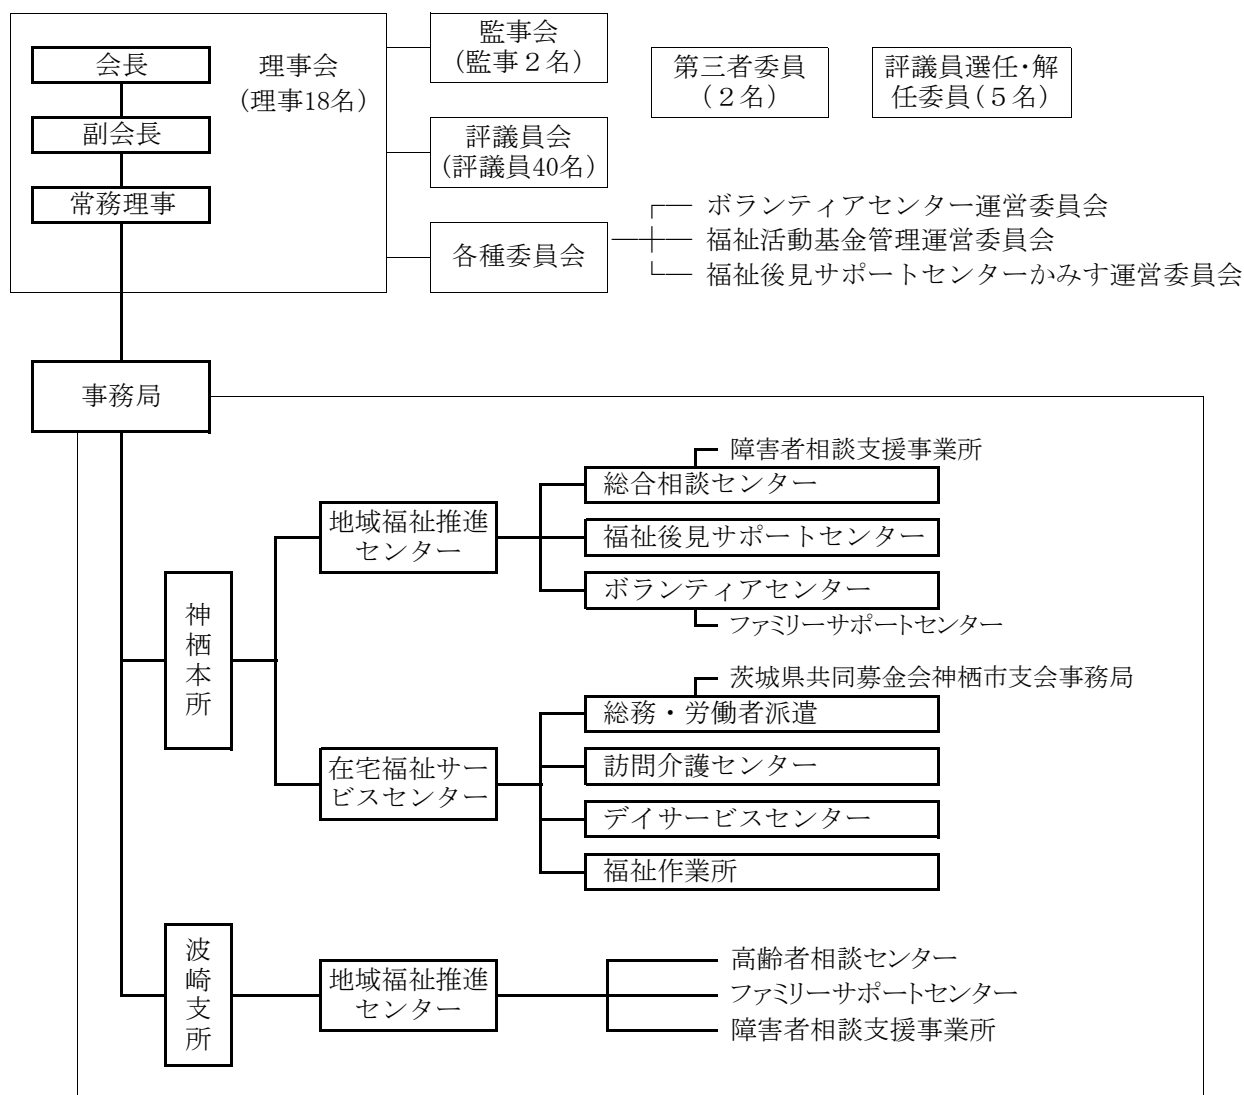 会長
副会長
常務理事
理事会
(理事18名)
監事会
(監事２名)
評議員会
(評議員40名)
各種委員会
第三者委員
(２名)
評議員選任・解
任委員(５名)
ボランティアセンター運営委員会
福祉活動基金管理運営委員会
福祉後見サポートセンターかみす運営委員会
事務局
神栖本所
地域福祉推進
センター
障害者相談支援事業所
総合相談センター
福祉後見サポートセンター
ボランティアセンター
ファミリーサポートセンター
在宅福祉サー
ビスセンター
茨城県共同募金会神栖市支会事務局
総務・労働者派遣
訪問介護センター
デイサービスセンター
福祉作業所
波崎支所
地域福祉推進
センター
高齢者相談センター
ファミリーサポートセンター
障害者相談支援事業所